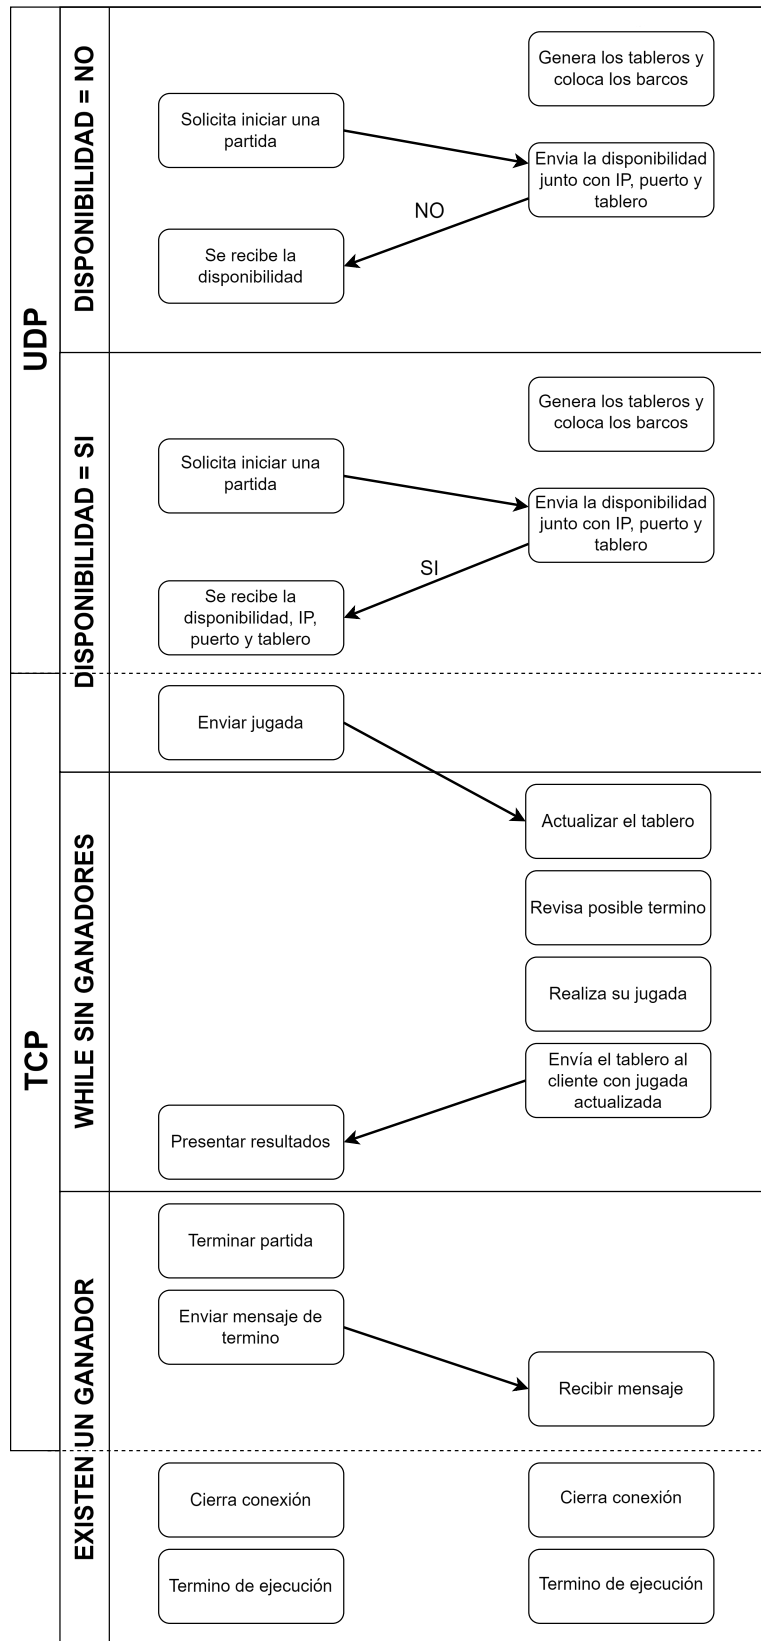 UDP
DISPONIBILIDAD = NO
Genera los tableros y
coloca los barcos
Solicita iniciar una
partida
Envia la disponibilidad
junto con IP, puerto y
tablero
NO
Se recibe la
disponibilidad
DISPONIBILIDAD = SI
Genera los tableros y
coloca los barcos
Solicita iniciar una
partida
Envia la disponibilidad
junto con IP, puerto y
tablero
SI
Se recibe la
disponibilidad, IP,
puerto y tablero
TCP
Enviar jugada
WHILE SIN GANADORES
Actualizar el tablero
Revisa posible termino
Realiza su jugada
Envía el tablero al
cliente con jugada
actualizada
Presentar resultados
EXISTEN UN GANADOR
Terminar partida
Enviar mensaje de
termino
Recibir mensaje
Cierra conexión
Cierra conexión
Termino de ejecución
Termino de ejecución